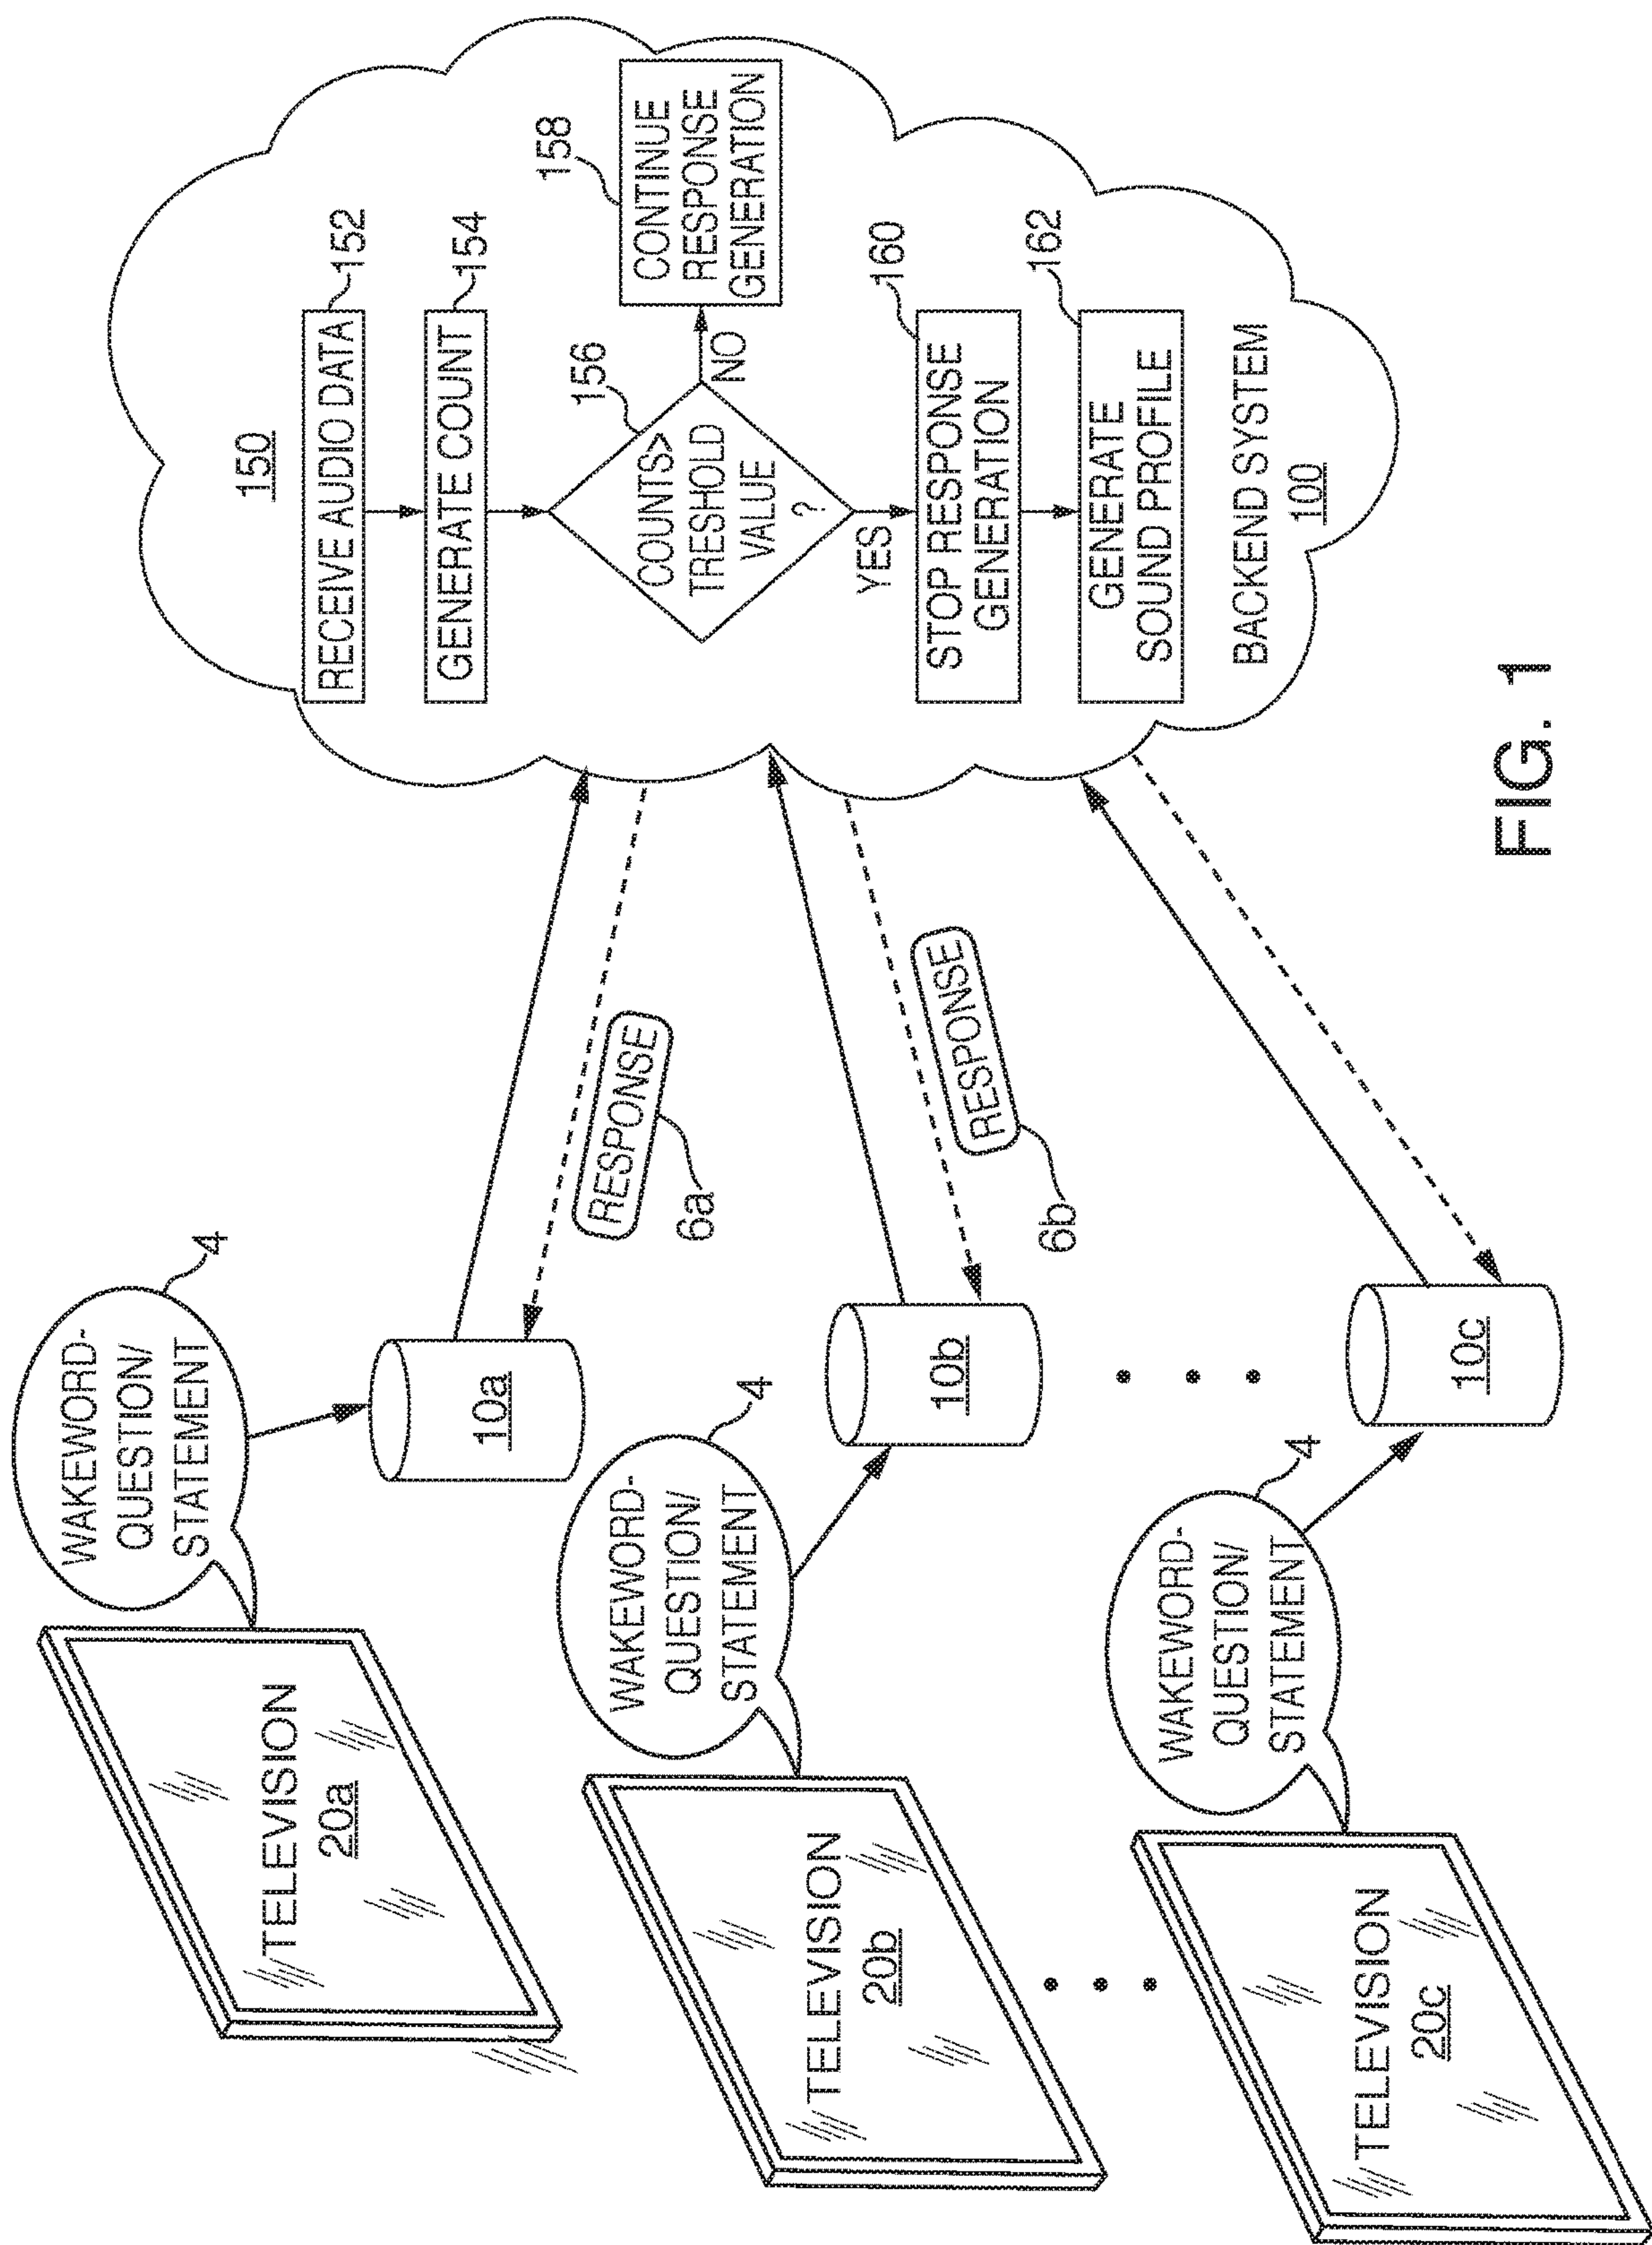 TELEVISION
20a
WAKEWORD-
QUESTION/
STATEMENT
4
10a
RESPONSE
6a
TELEVISION
20b
WAKEWORD-
QUESTION/
STATEMENT
4
10b
RESPONSE
6b
TELEVISION
20c
WAKEWORD-
QUESTION/
STATEMENT
4
10c
150
RECEIVE AUDIO DATA
152
GENERATE COUNT
154
COUNTS>
TRESHOLD
VALUE
?
156
NO
CONTINUE
RESPONSE
GENERATION
158
YES
STOP RESPONSE
GENERATION
160
GENERATE
SOUND PROFILE
162
BACKEND SYSTEM
100
FIG. 1